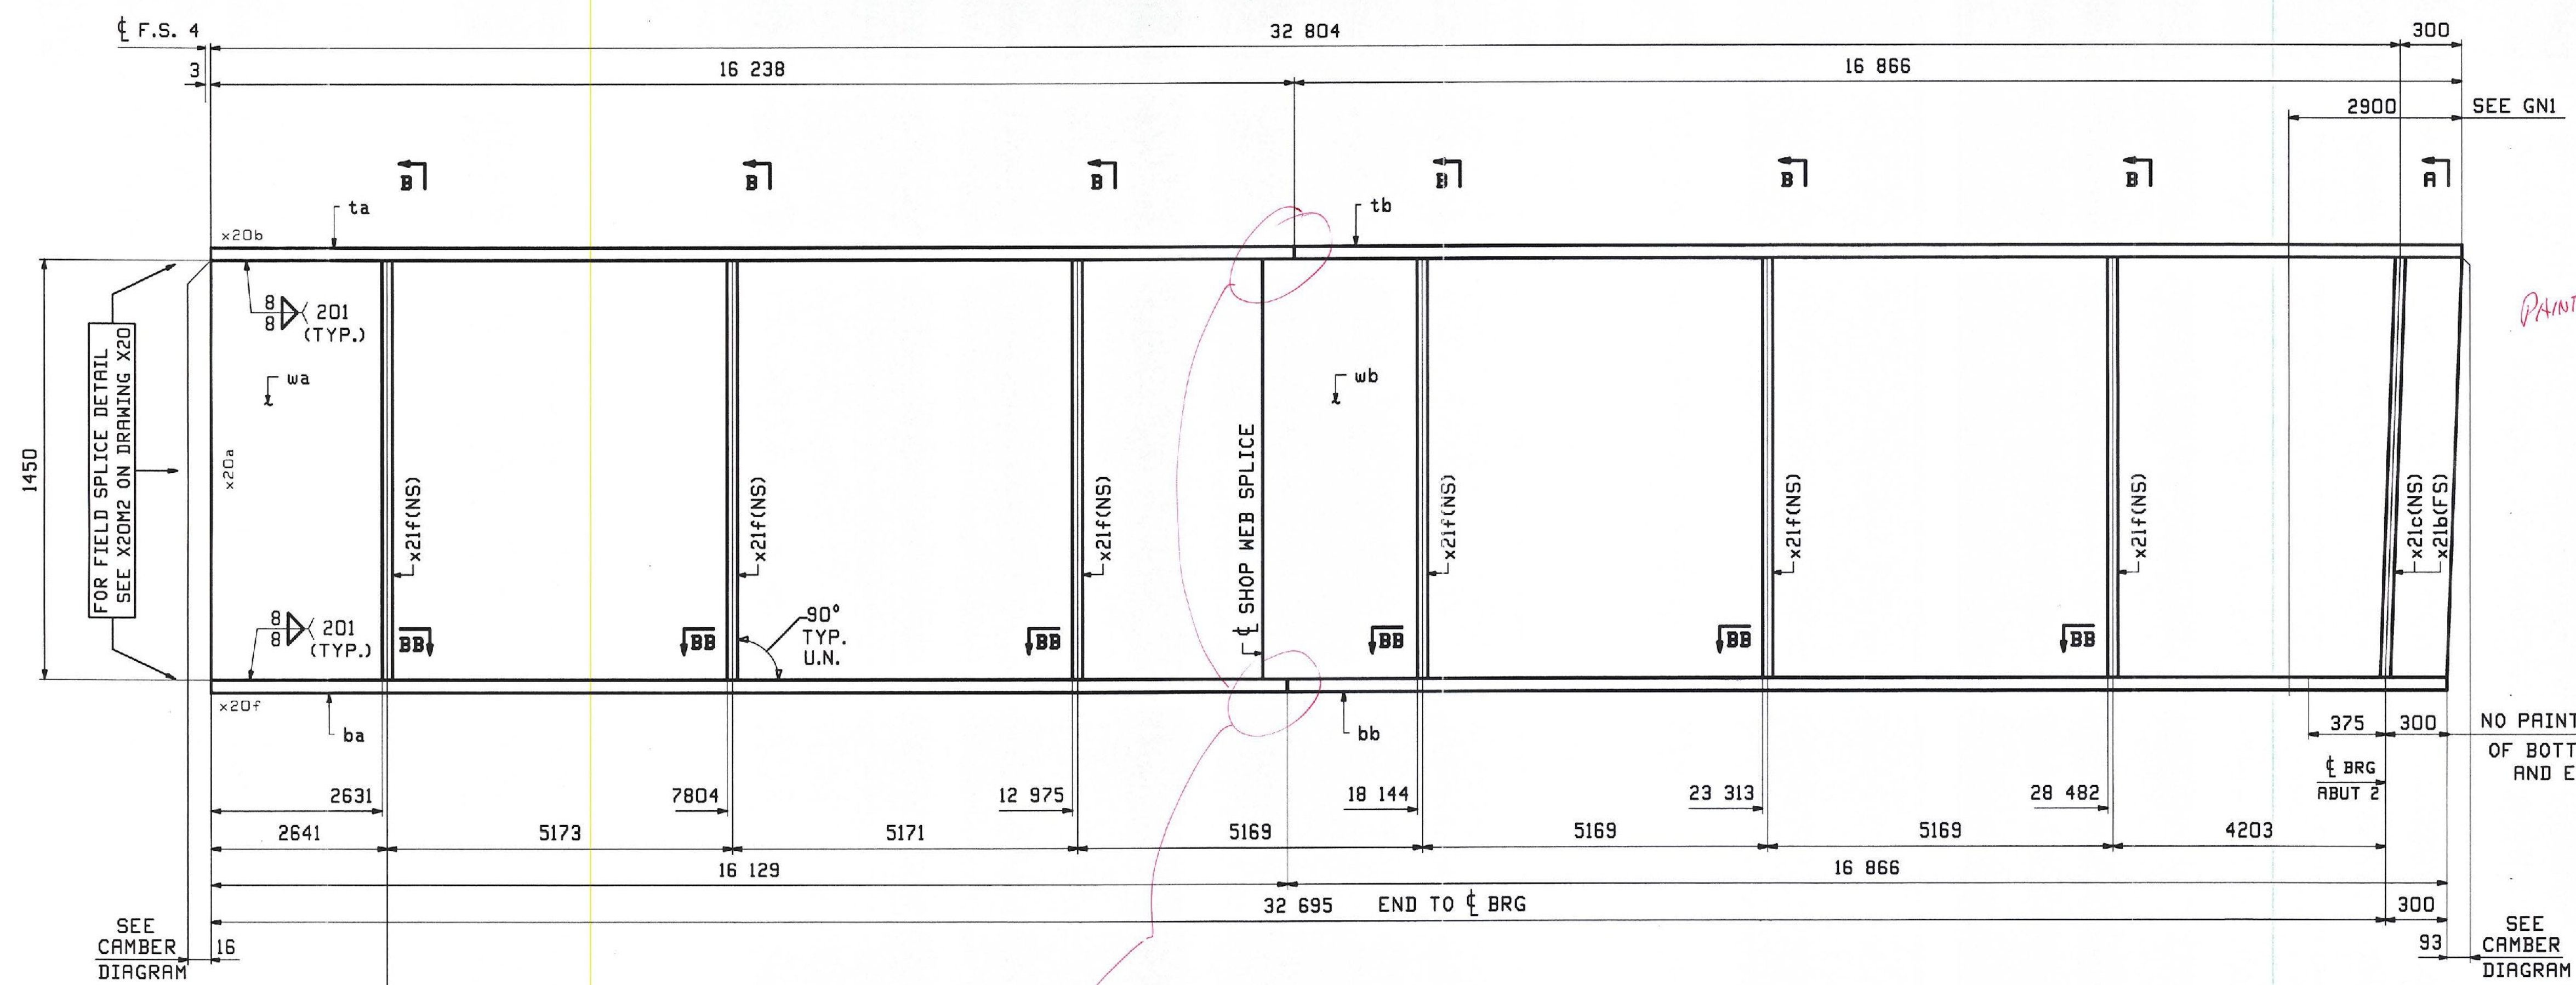 ℄ F.S. 4
32 804
300
3
16 238
16 866
2900
SEE GN1
B
B
B
B
B
B
A
ta
tb
x20b
8
8
201
(TYP.)
wa
wb
FOR FIELD SPLICE DETAIL
SEE X20M2 ON DRAWING X20
1450
x20a
x21f(NS)
x21f(NS)
x21f(NS)
℄ SHOP WEB SPLICE
x21f(NS)
x21f(NS)
x21f(NS)
x21c(NS)
x21b(FS)
PAINT
8
8
201
(TYP.)
BB
BB
90°
TYP.
U.N.
BB
BB
BB
BB
x20f
ba
bb
375
300
NO PAINT
OF BOTT
AND E
℄ BRG
ABUT 2
2631
7804
12 975
18 144
23 313
28 482
2641
5173
5171
5169
5169
5169
4203
16 129
16 866
32 695 END TO ℄ BRG
300
SEE
CAMBER
DIAGRAM
16
93
SEE
CAMBER
DIAGRAM